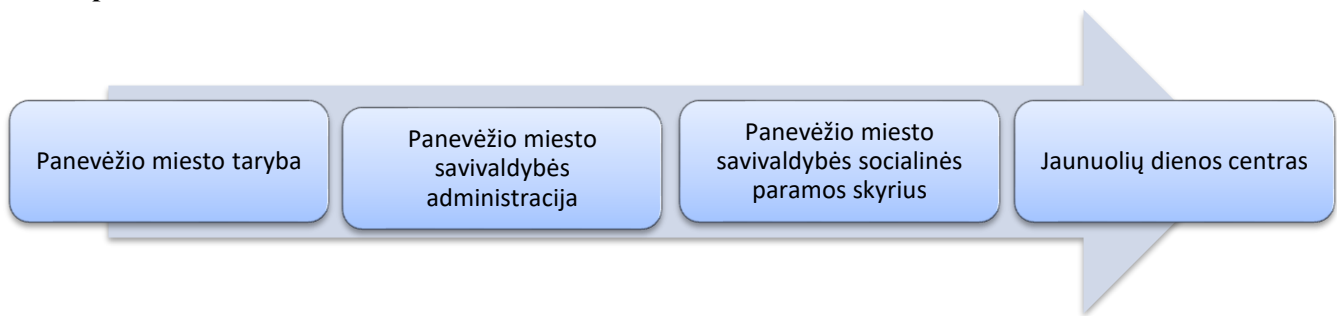 Panevėžio miesto taryba
Panevėžio miesto
savivaldybės
administracija
Panevėžio miesto
savivaldybės socialinės
paramos skyrius
Jaunuolių dienos centras